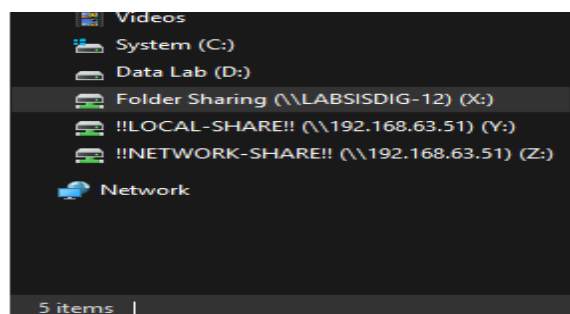 Videos
System (C:)
Data Lab (D:)
Folder Sharing (\\LABSISDIG-12) (X:)
!!LOCAL-SHARE!! (\\192.168.63.51) (Y:)
!!NETWORK-SHARE!! (\\192.168.63.51) (Z:)
Network
5 items